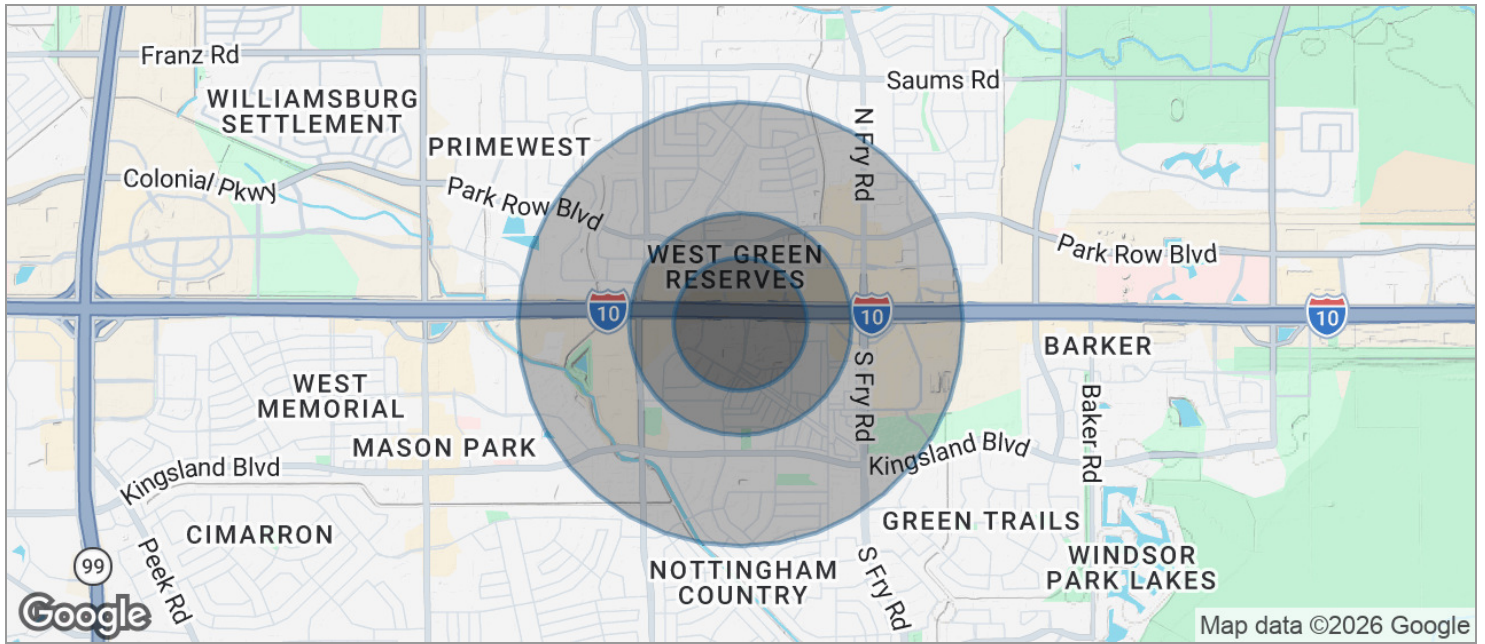 Franz Rd
Saums Rd
WILLIAMSBURG
SETTLEMENT
N Fry Rd
PRIMEWEST
Colonial Pkwy
Park Row Blvd
Park Row Blvd
WEST GREEN
RESERVES
10
10
10
BARKER
WEST
MEMORIAL
S Fry Rd
Baker Rd
MASON PARK
Kingsland Blvd
Kingsland Blvd
CIMARRON
GREEN TRAILS
99
Peek Rd
NOTTINGHAM
COUNTRY
S Fry Rd
WINDSOR
PARK LAKES
Google
Map data ©2026 Google